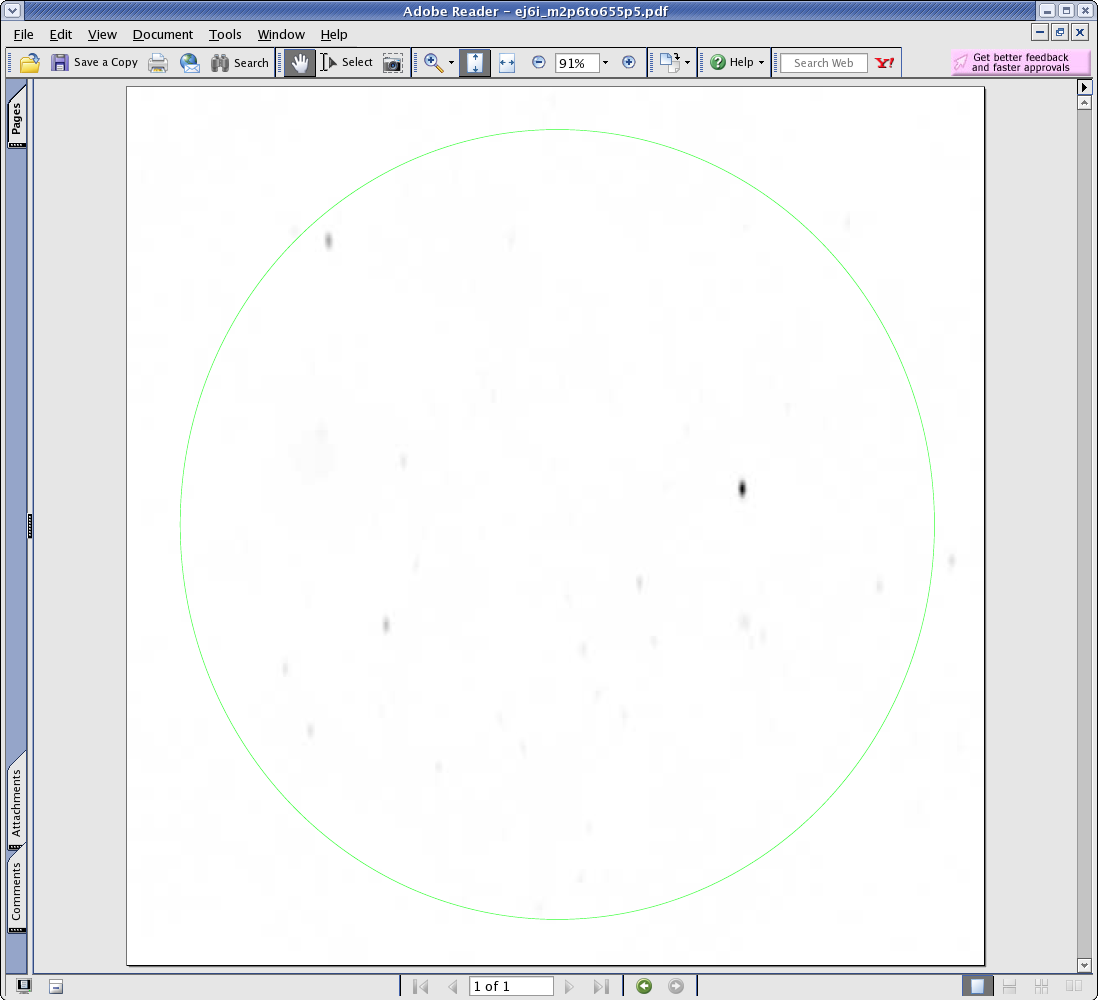 Adobe Reader - ej6i_m2p6to655p5.pdf
File Edit View Document Tools Window Help
Save a Copy Search Select 91% Help Search Web Y! Get better feedback
and faster approvals
Pages
Attachments
Comments
1 of 1